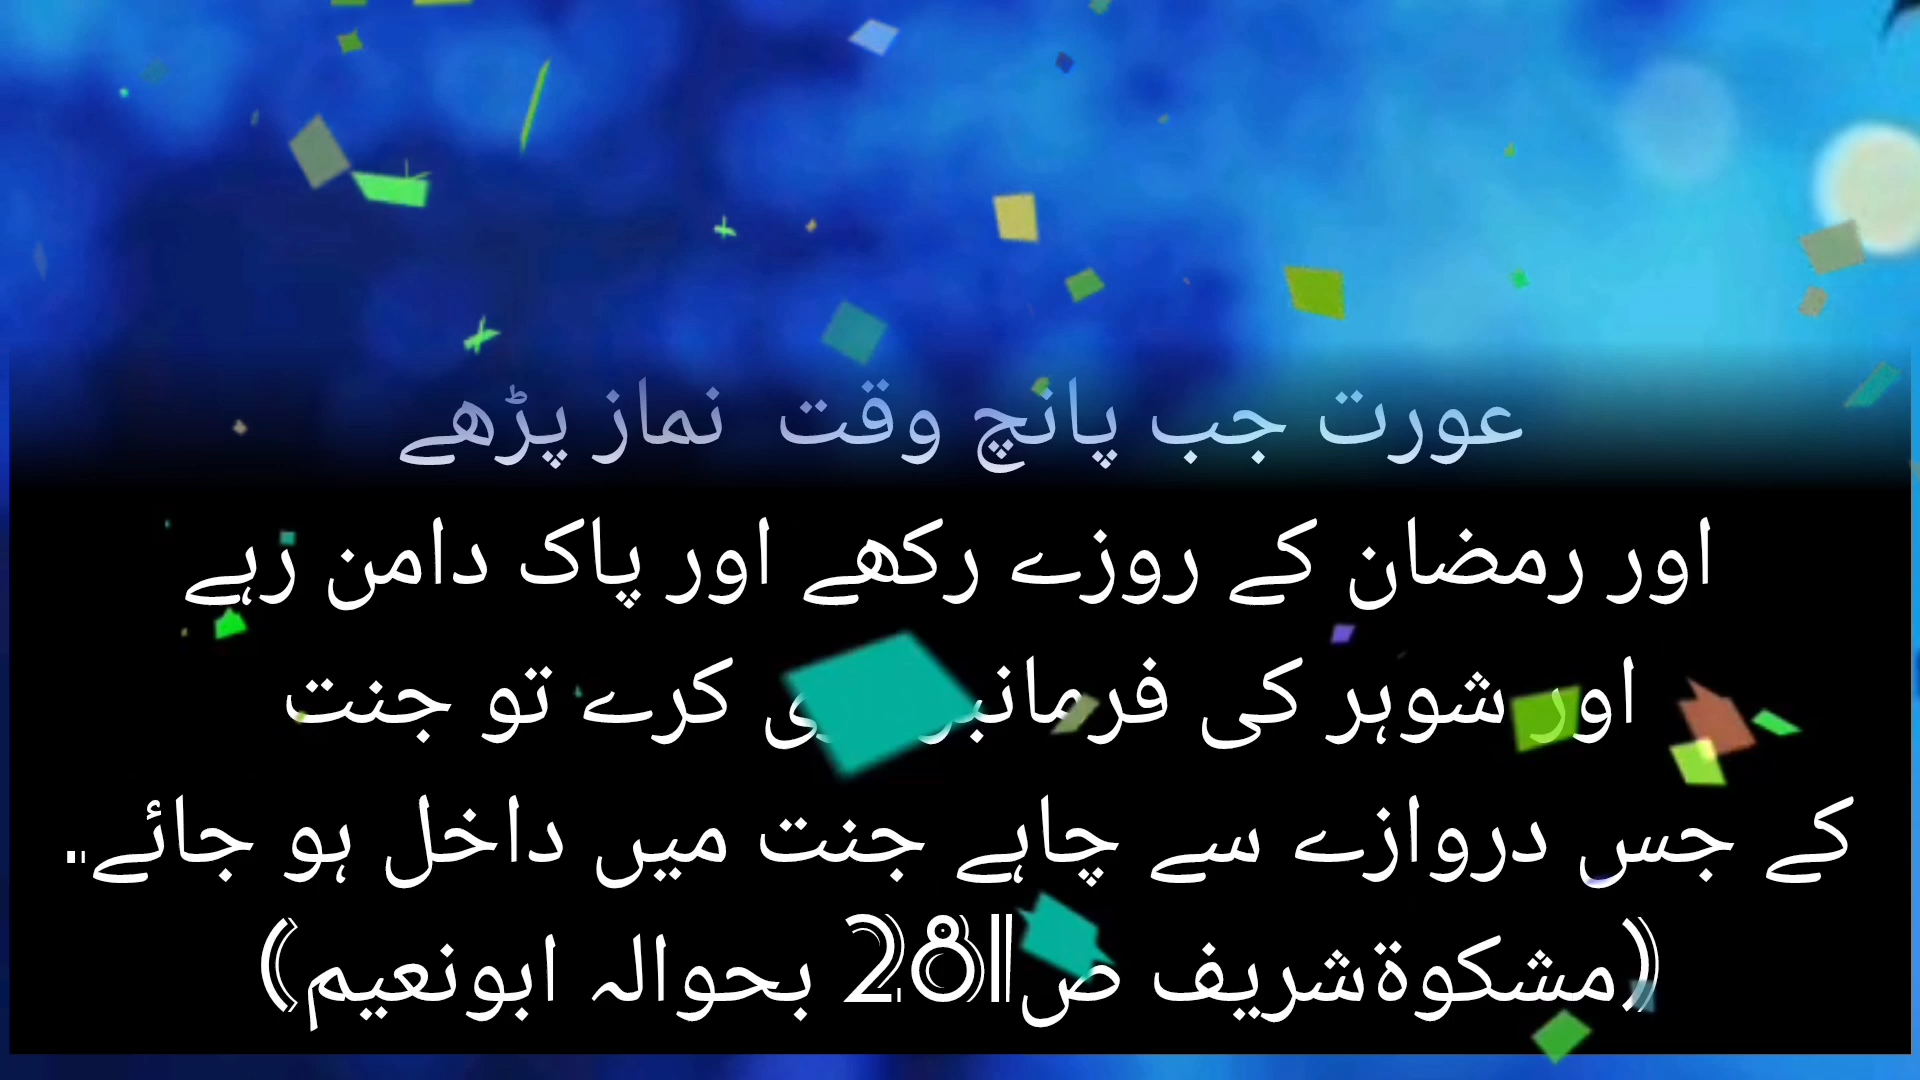 عورت جب پانچ وقت نماز پڑھے
اور رمضان کے روزے رکھے اور پاک دامن رہے
اور شوہر کی فرمانبرداری کرے تو جنت
کے جس دروازے سے چاہے جنت میں داخل ہو جائے۔"
(مشکوۃ شریف ص281 بحوالہ ابونعیم)